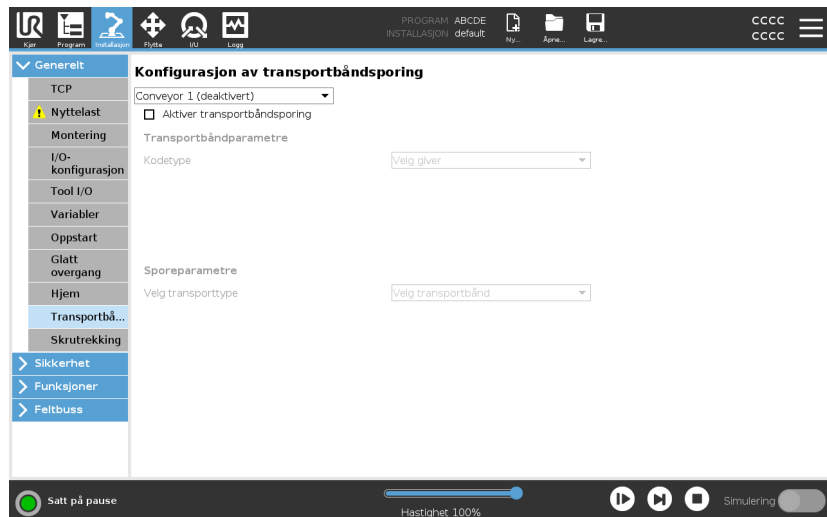 PROGRAM ABCDE
INSTALLASJON default
CCCC
CCCC
Kjør Program Installasjon Flytte I/U Logg Ny... Åpne... Lagre...
Generelt
TCP
Nyttelast
Montering
I/O-
konfigurasjon
Tool I/O
Variabler
Oppstart
Glatt
overgang
Hjem
Transportbå...
Skrutrekking
Sikkerhet
Funksjoner
Feltbuss
Konfigurasjon av transportbåndsporing
Conveyor 1 (deaktivert)
Aktiver transportbåndsporing
Transportbåndparametre
Kodetype Velg giver
Sporeparametre
Velg transporttype Velg transportbånd
Satt på pause
Hastighet 100%
Simulering